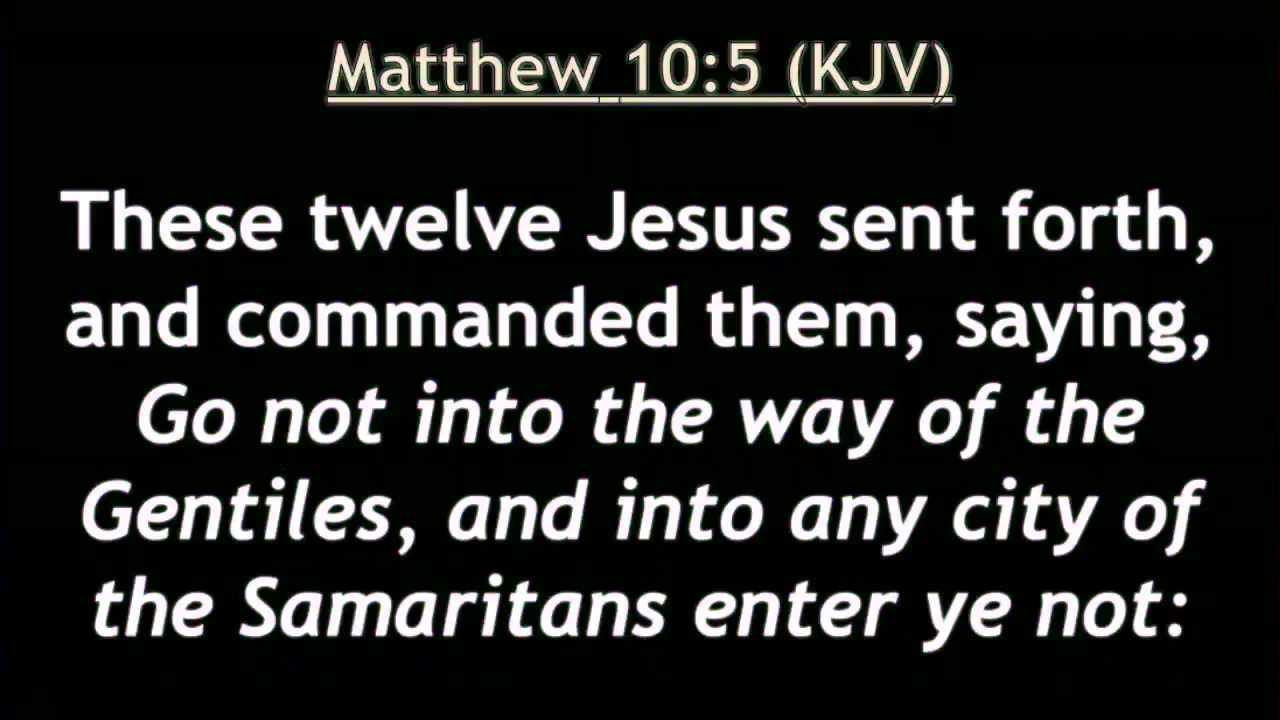 Matthew 10:5 (KJV)
These twelve Jesus sent forth,
and commanded them, saying,
Go not into the way of the
Gentiles, and into any city of
the Samaritans enter ye not: